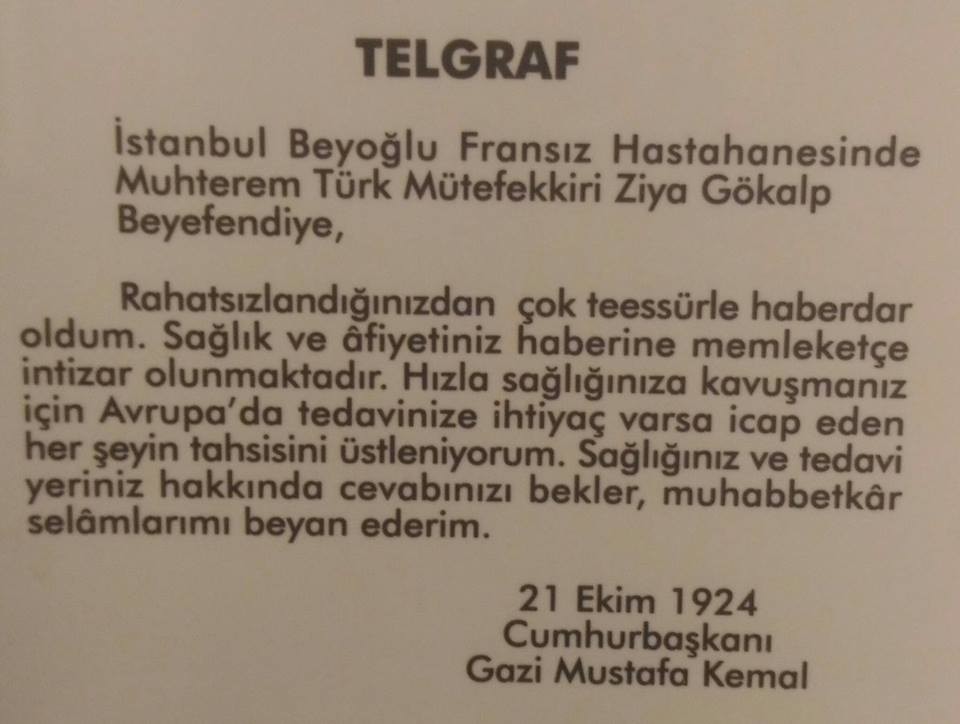 TELGRAF
İstanbul Beyoğlu Fransız Hastahanesinde
Muhterem Türk Mütefekkiri Ziya Gökalp
Beyefendiye,
Rahatsızlandığınızdan çok teessürle haberdar
oldum. Sağlık ve âfiyetiniz haberine memleketçe
intizar olunmaktadır. Hızla sağlığınıza kavuşmanız
için Avrupa'da tedavinize ihtiyaç varsa icap eden
her şeyin tahsisini üstleniyorum. Sağlığınız ve tedavi
yeriniz hakkında cevabınızı bekler, muhabbetkâr
selâmlarımı beyan ederim.
21 Ekim 1924
Cumhurbaşkanı
Gazi Mustafa Kemal